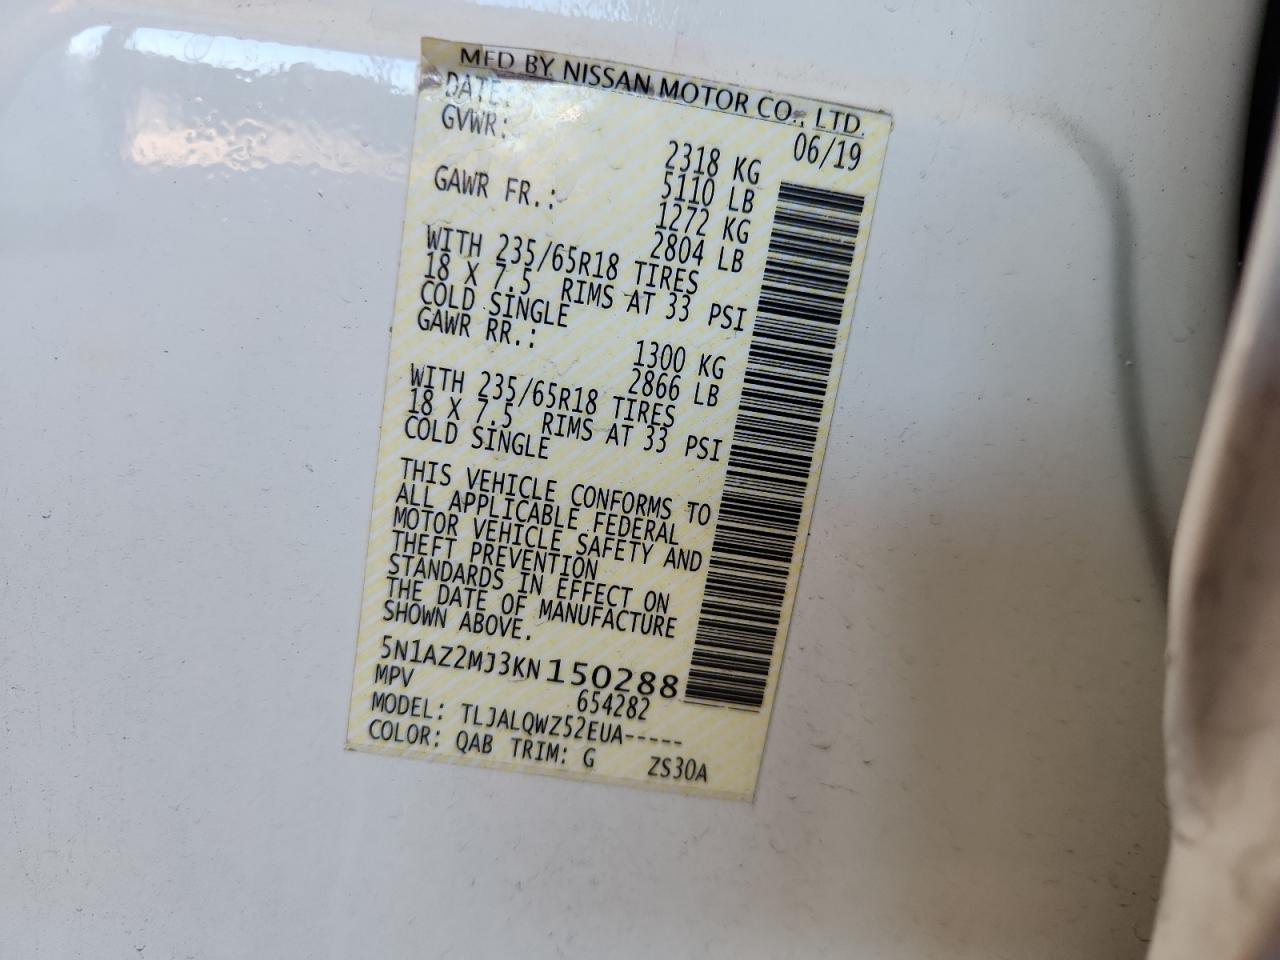 MFD BY NISSAN MOTOR CO., LTD.
DATE: 06/19
GVWR: 2318 KG
5110 LB
GAWR FR.: 1272 KG
2804 LB
WITH 235/65R18 TIRES
18 X 7.5 RIMS AT 33 PSI
COLD SINGLE
GAWR RR.: 1300 KG
2866 LB
WITH 235/65R18 TIRES
18 X 7.5 RIMS AT 33 PSI
COLD SINGLE
THIS VEHICLE CONFORMS TO
ALL APPLICABLE FEDERAL
MOTOR VEHICLE SAFETY AND
THEFT PREVENTION
STANDARDS IN EFFECT ON
THE DATE OF MANUFACTURE
SHOWN ABOVE.
5N1AZ2MJ3KN150288
MPV 654282
MODEL: TLJALQWZ52EUA-----
COLOR: QAB TRIM: G ZS30A